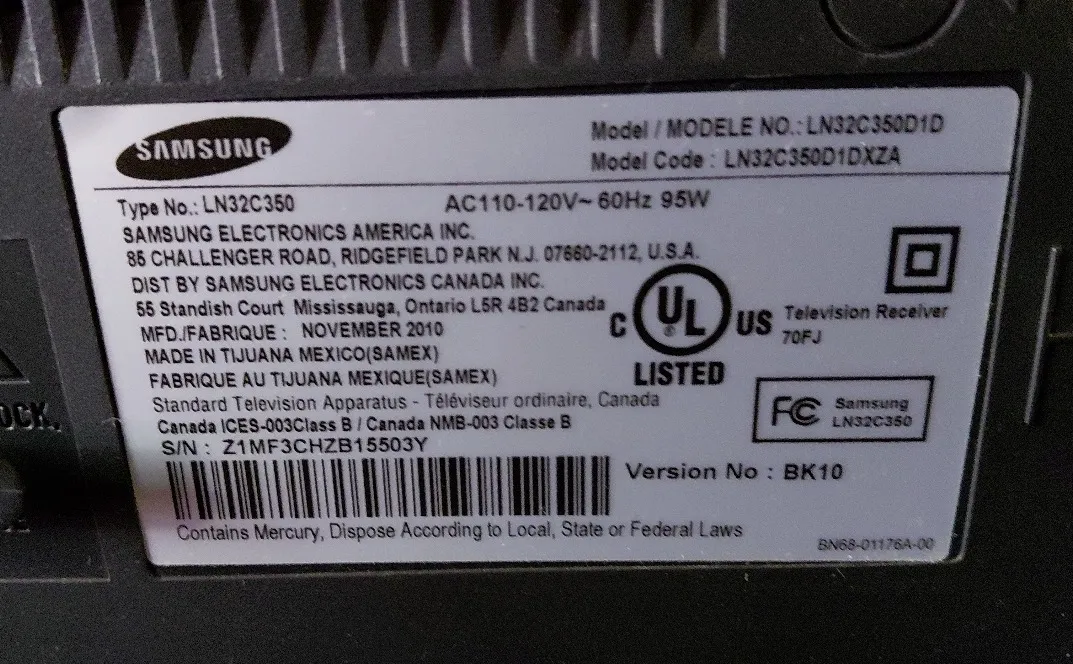 SAMSUNG
Model / MODELE NO.: LN32C350D1D
Model Code : LN32C350D1DXZA
Type No.: LN32C350 AC110-120V~ 60Hz 95W
SAMSUNG ELECTRONICS AMERICA INC.
85 CHALLENGER ROAD, RIDGEFIELD PARK N.J. 07660-2112, U.S.A.
DIST BY SAMSUNG ELECTRONICS CANADA INC.
55 Standish Court Mississauga, Ontario L5R 4B2 Canada
MFD./FABRIQUE : NOVEMBER 2010
MADE IN TIJUANA MEXICO(SAMEX)
FABRIQUE AU TIJUANA MEXIQUE(SAMEX)
Standard Television Apparatus - Téléviseur ordinaire, Canada
Canada ICES-003Class B / Canada NMB-003 Classe B
S/N : Z1MF3CHZB15503Y
C UL ® US
LISTED
Television Receiver
70FJ
FC Samsung
LN32C350
Version No : BK10
Contains Mercury, Dispose According to Local, State or Federal Laws
BN68-01176A-00
OCK.